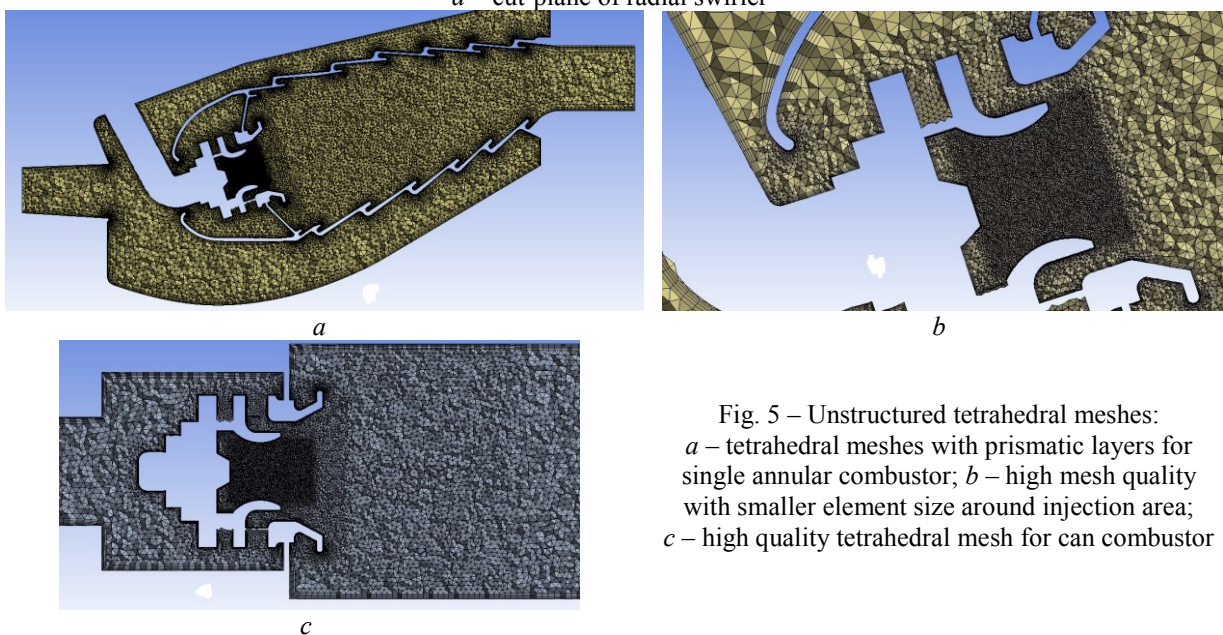 a – cut-plane of radial swirler
a
b
c
Fig. 5 – Unstructured tetrahedral meshes:
a – tetrahedral meshes with prismatic layers for
single annular combustor; b – high mesh quality
with smaller element size around injection area;
c – high quality tetrahedral mesh for can combustor